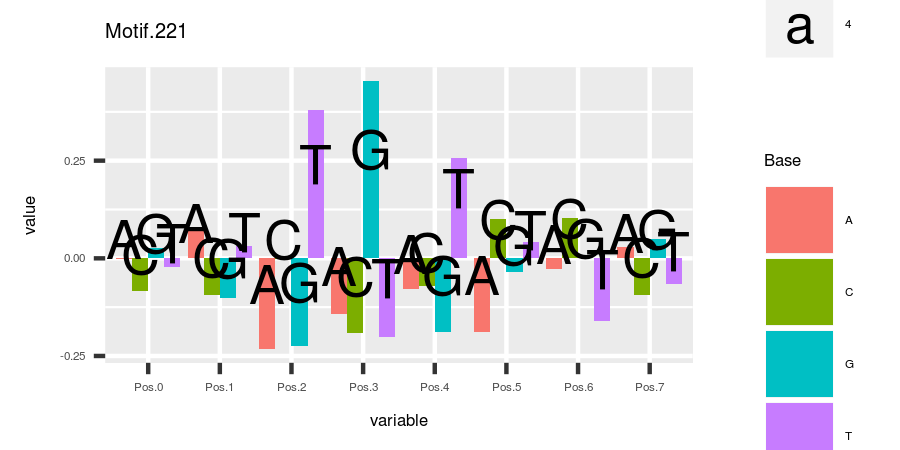 Motif.221
a 4
value
0.25
0.00
-0.25
A C G T A C G T A C G T A C G T A C G T A C G T A C G T A C G T
Pos.0 Pos.1 Pos.2 Pos.3 Pos.4 Pos.5 Pos.6 Pos.7
variable
Base
A
C
G
T